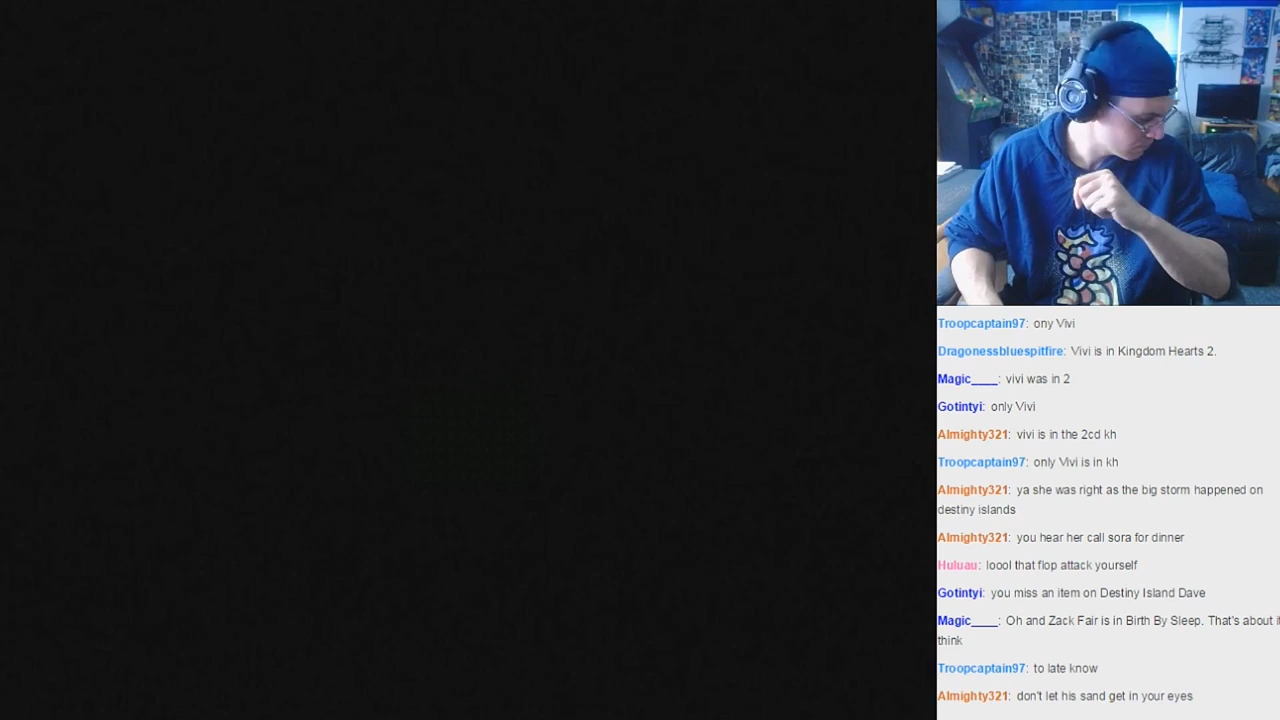 Troopcaptain97: ony Vivi
Dragonessbluespitfire: Vivi is in Kingdom Hearts 2.
Magic____: vivi was in 2
Gotintyi: only Vivi
Almighty321: vivi is in the 2cd kh
Troopcaptain97: only Vivi is in kh
Almighty321: ya she was right as the big storm happened on
destiny islands
Almighty321: you hear her call sora for dinner
Huluau: loool that flop attack yourself
Gotintyi: you miss an item on Destiny Island Dave
Magic____: Oh and Zack Fair is in Birth By Sleep. That's about
think
Troopcaptain97: to late know
Almighty321: don't let his sand get in your eyes